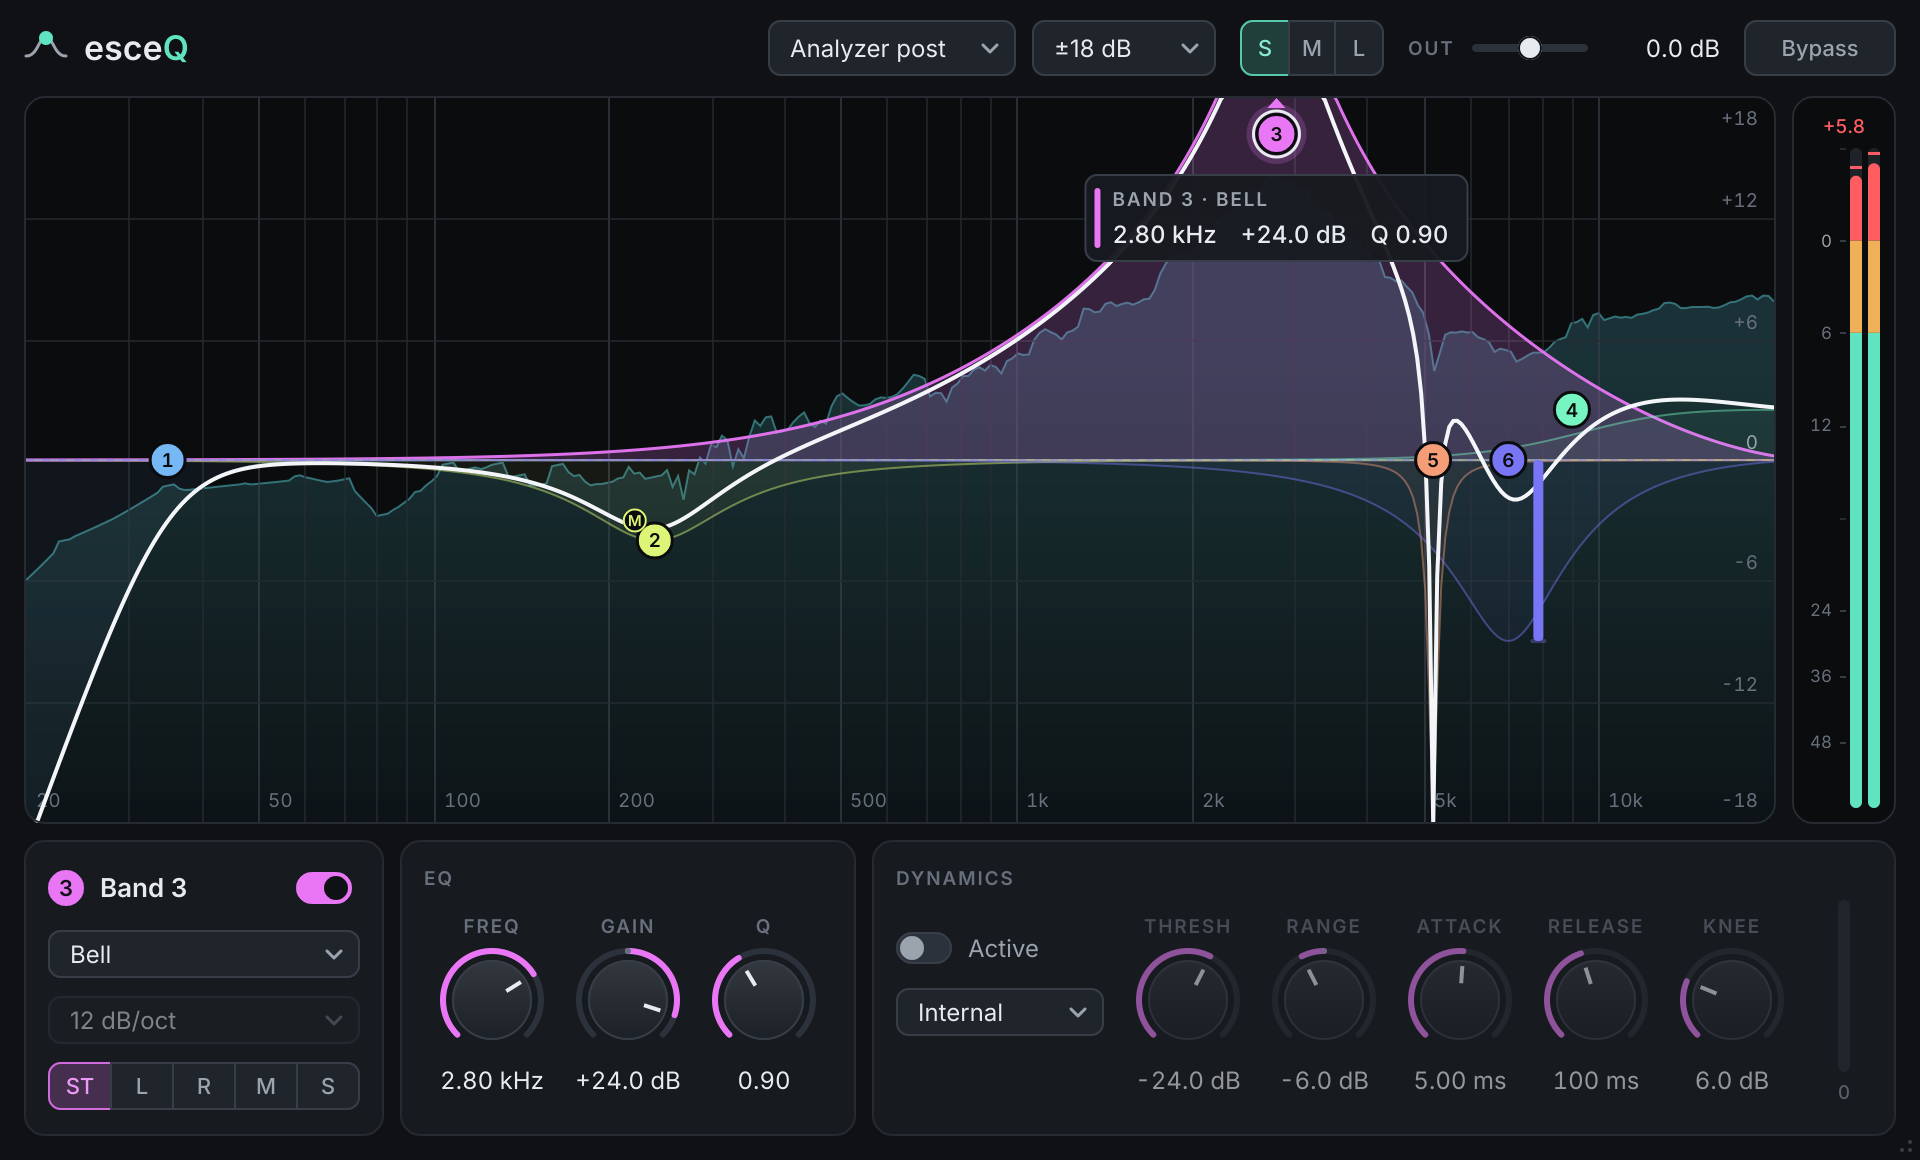 esceQ
Analyzer post
±18 dB
S M L
OUT
0.0 dB
Bypass
+18
+12
+6
0
-6
-12
-18
3
BAND 3 · BELL
2.80 kHz +24.0 dB Q 0.90
1
M
2
5
6
4
20 50 100 200 500 1k 2k 5k 10k
+5.8
0
6
12
24
36
48
3 Band 3
Bell
12 dB/oct
ST L R M S
EQ
FREQ GAIN Q
2.80 kHz +24.0 dB 0.90
DYNAMICS
Active
Internal
THRESH RANGE ATTACK RELEASE KNEE
-24.0 dB -6.0 dB 5.00 ms 100 ms 6.0 dB
0